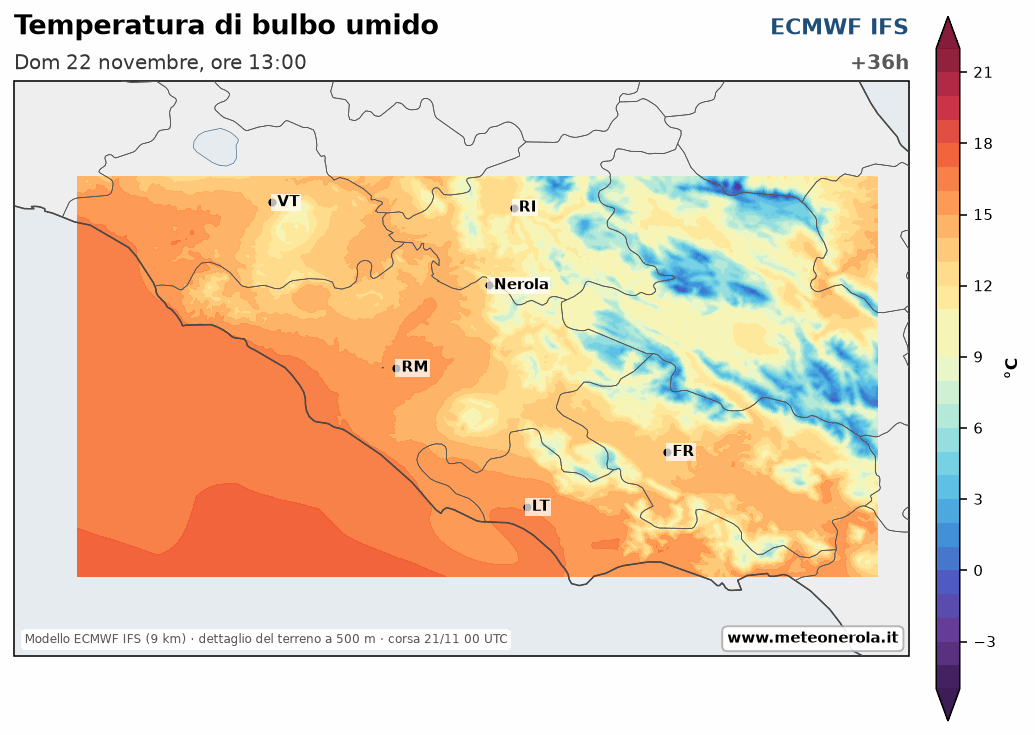 Temperatura di bulbo umido
ECMWF IFS
Dom 22 novembre, ore 13:00
+36h
VT
RI
Nerola
RM
FR
LT
21
18
15
12
9
6
3
0
−3
°C
Modello ECMWF IFS (9 km) · dettaglio del terreno a 500 m · corsa 21/11 00 UTC
www.meteonerola.it